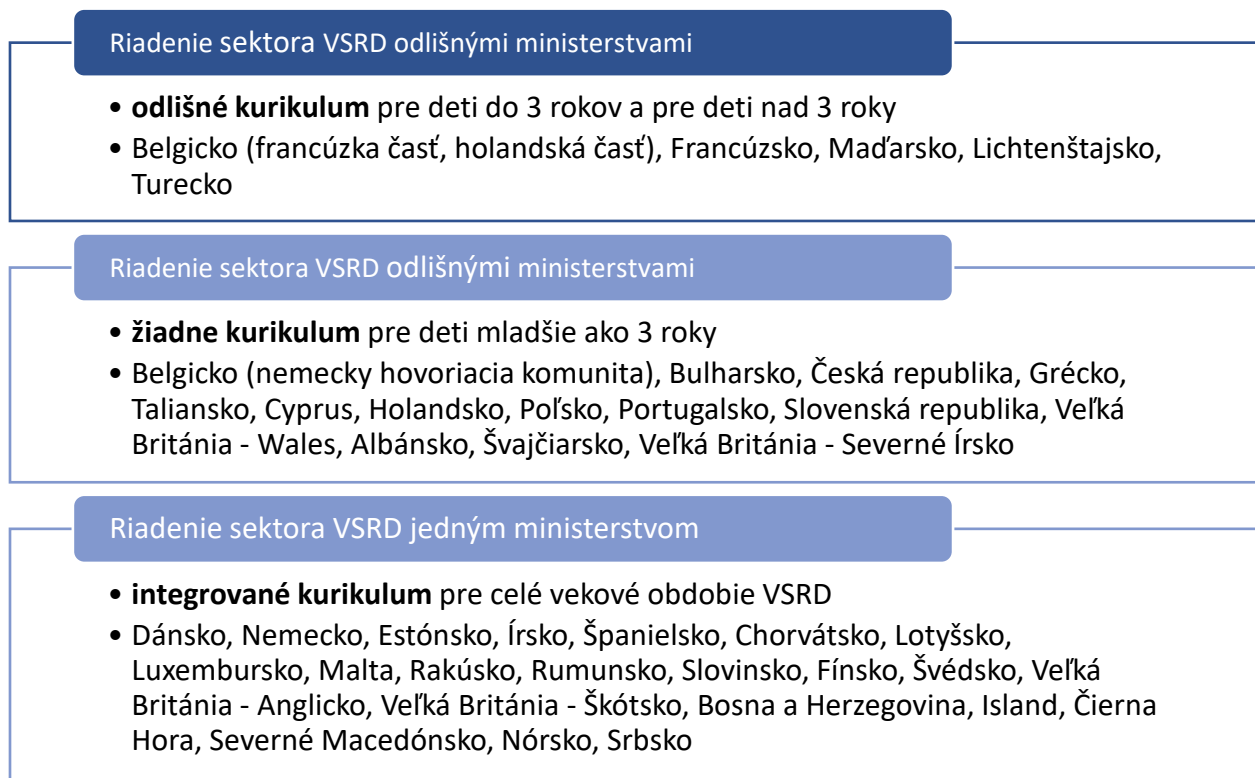 Riadenie sektora VSRD odlišnými ministerstvami
• odlišné kurikulum pre deti do 3 rokov a pre deti nad 3 roky
• Belgicko (francúzka časť, holandská časť), Francúzsko, Maďarsko, Lichtenštajsko,
Turecko
Riadenie sektora VSRD odlišnými ministerstvami
• žiadne kurikulum pre deti mladšie ako 3 roky
• Belgicko (nemecky hovoriacia komunita), Bulharsko, Česká republika, Grécko,
Taliansko, Cyprus, Holandsko, Poľsko, Portugalsko, Slovenská republika, Veľká
Británia - Wales, Albánsko, Švajčiarsko, Veľká Británia - Severné Írsko
Riadenie sektora VSRD jedným ministerstvom
• integrované kurikulum pre celé vekové obdobie VSRD
• Dánsko, Nemecko, Estónsko, Írsko, Španielsko, Chorvátsko, Lotyšsko,
Luxembursko, Malta, Rakúsko, Rumunsko, Slovinsko, Fínsko, Švédsko, Veľká
Británia - Anglicko, Veľká Británia - Škótsko, Bosna a Herzegovina, Island, Čierna
Hora, Severné Macedónsko, Nórsko, Srbsko